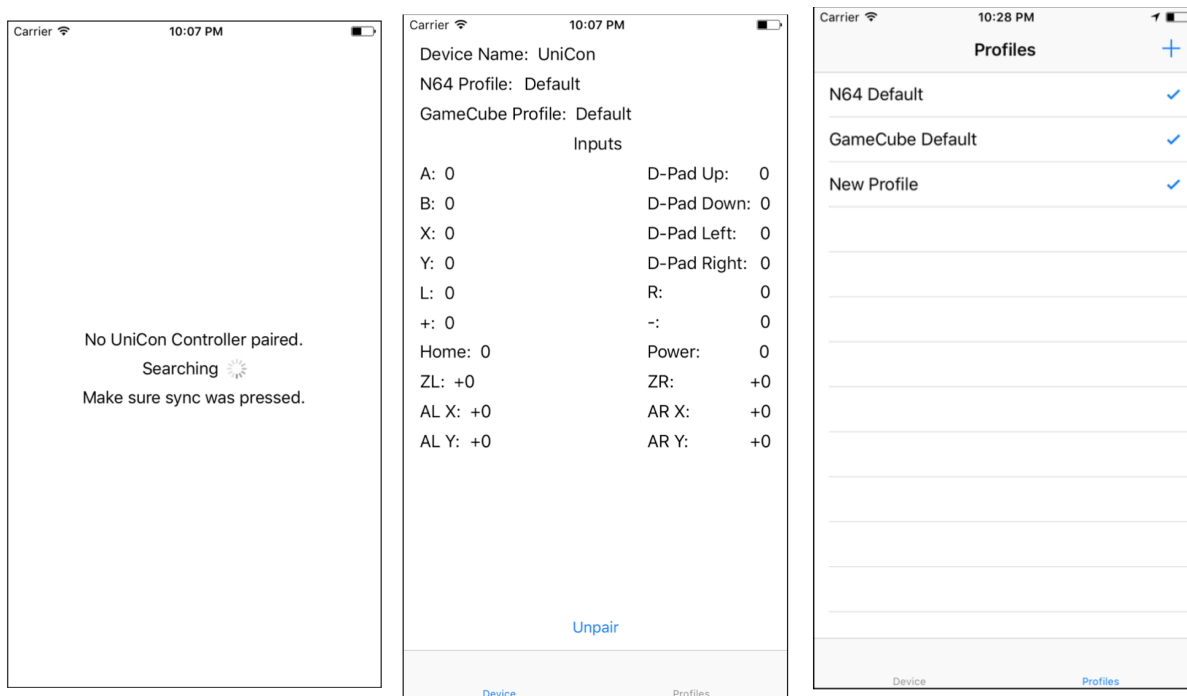 Carrier 10:07 PM
No UniCon Controller paired.
Searching
Make sure sync was pressed.
Carrier 10:07 PM
Device Name: UniCon
N64 Profile: Default
GameCube Profile: Default
Inputs
A: 0 D-Pad Up: 0
B: 0 D-Pad Down: 0
X: 0 D-Pad Left: 0
Y: 0 D-Pad Right: 0
L: 0 R: 0
+: 0 -: 0
Home: 0 Power: 0
ZL: +0 ZR: +0
AL X: +0 AR X: +0
AL Y: +0 AR Y: +0
Unpair
Device Profiles
Carrier 10:28 PM
Profiles +
N64 Default
GameCube Default
New Profile
Device Profiles